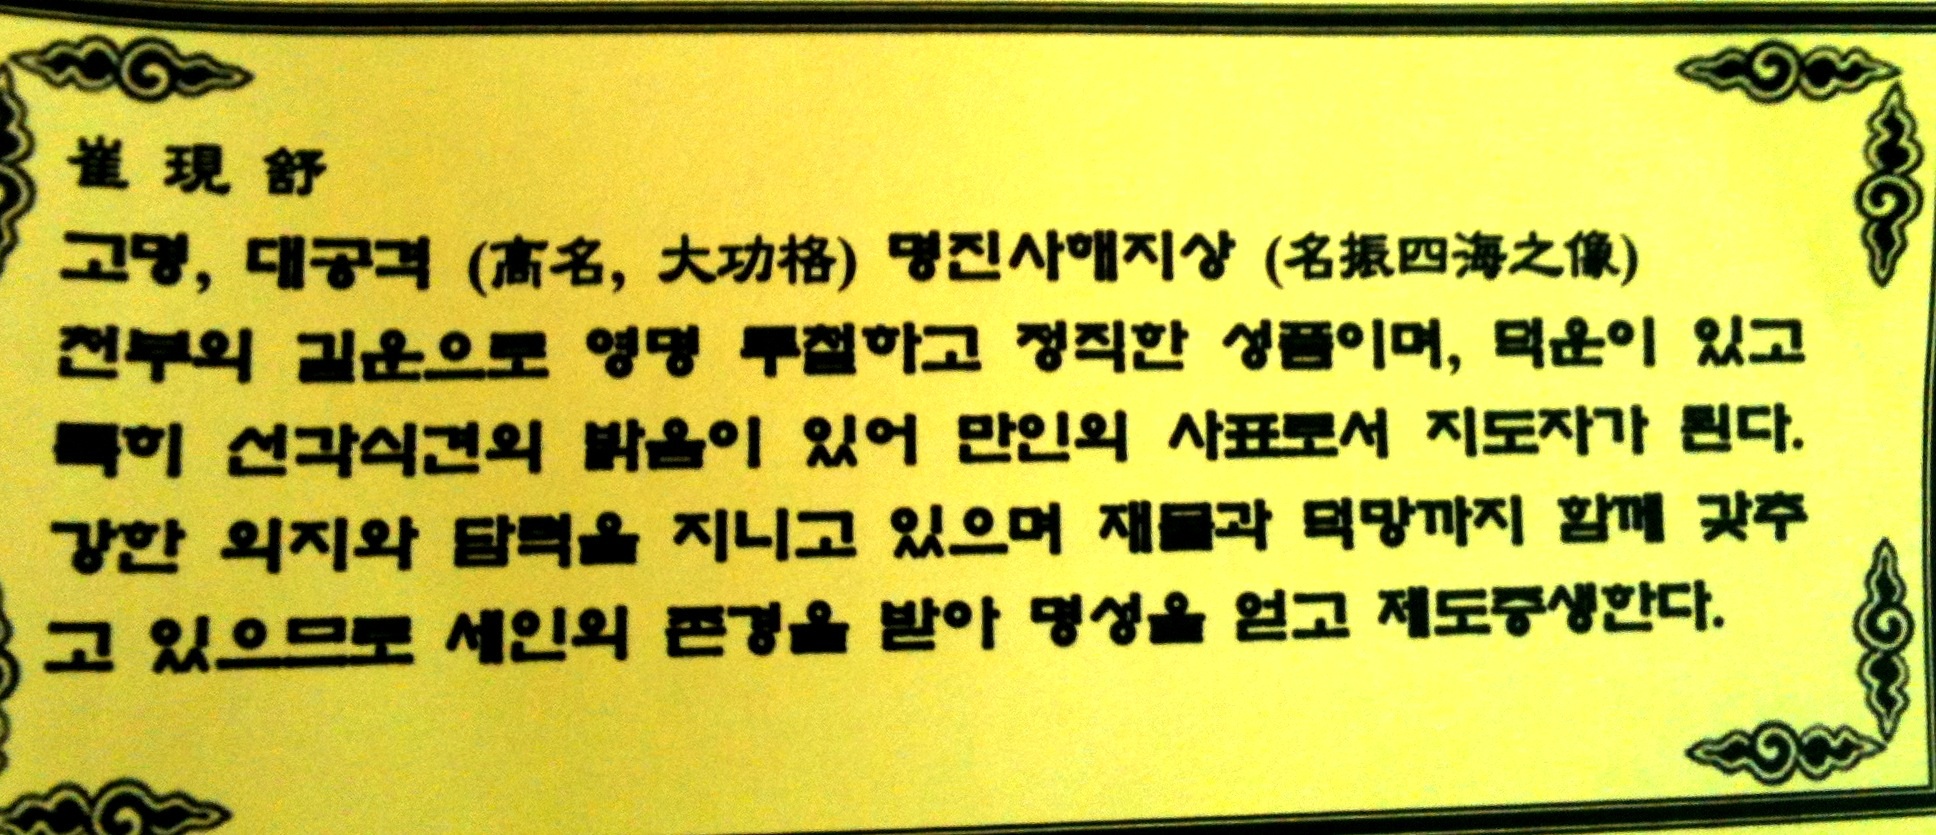 崔 現 舒
고명, 대공격 (高名, 大功格) 명진사해지상 (名振四海之像)
천부의 길운으로 영명 투철하고 정직한 성품이며, 덕운이 있고
특히 선각식견의 밝음이 있어 만인의 사표로서 지도자가 된다.
강한 의지와 담력을 지니고 있으며 재물과 덕망까지 함께 갖추
고 있으므로 세인의 존경을 받아 명성을 얻고 제도중생한다.